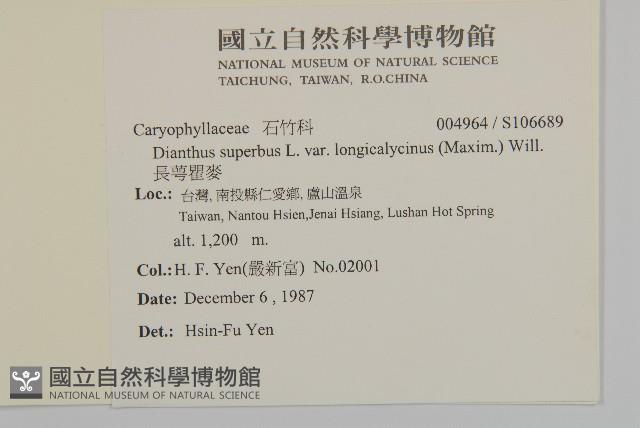 國立自然科學博物館
NATIONAL MUSEUM OF NATURAL SCIENCE
TAICHUNG, TAIWAN, R.O.CHINA
Caryophyllaceae 石竹科 004964 / S106689
Dianthus superbus L. var. longicalycinus (Maxim.) Will.
長萼瞿麥
Loc.: 台灣, 南投縣仁愛鄉, 廬山溫泉
Taiwan, Nantou Hsien,Jenai Hsiang, Lushan Hot Spring
alt. 1,200 m.
Col.: H. F. Yen(嚴新富) No.02001
Date: December 6 , 1987
Det.: Hsin-Fu Yen
國立自然科學博物館
NATIONAL MUSEUM OF NATURAL SCIENCE